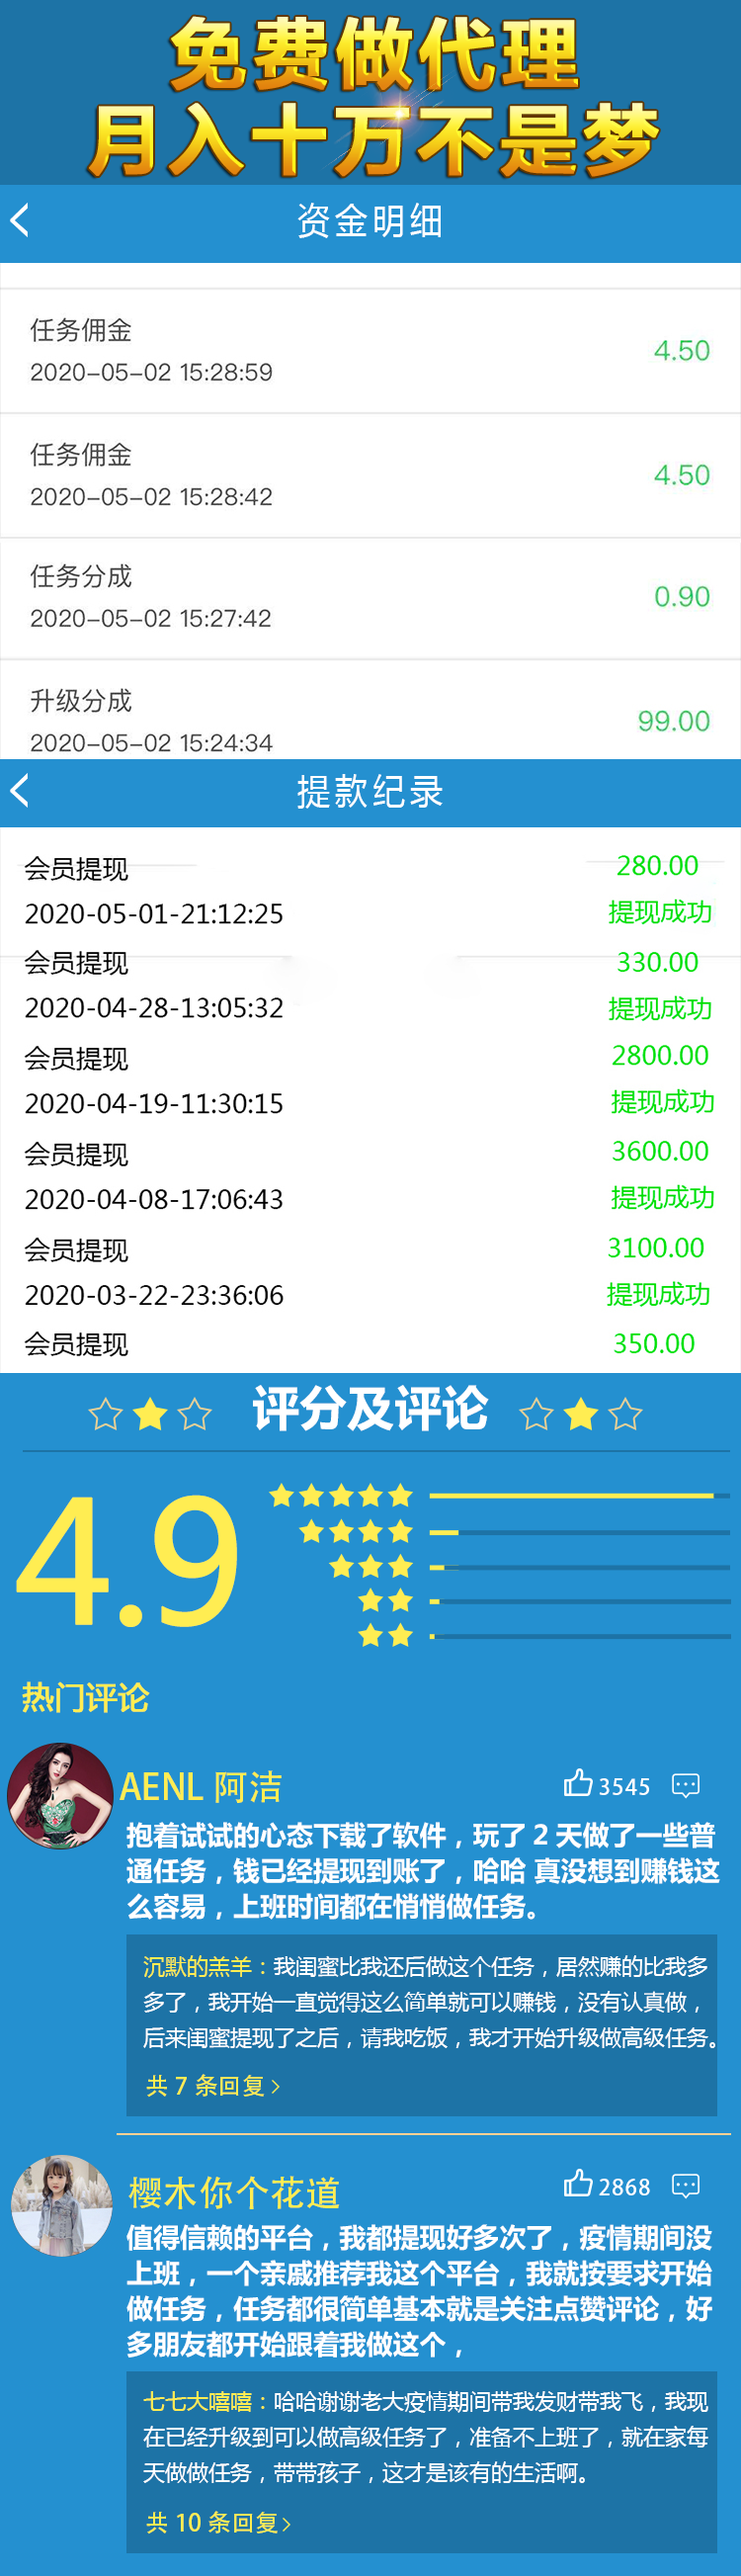 免费做代理
月入十万不是梦
资金明细
任务佣金
4.50
2020-05-02 15:28:59
任务佣金
4.50
2020-05-02 15:28:42
任务分成
0.90
2020-05-02 15:27:42
升级分成
99.00
2020-05-02 15:24:34
提款纪录
会员提现 280.00
2020-05-01-21:12:25 提现成功
会员提现 330.00
2020-04-28-13:05:32 提现成功
会员提现 2800.00
2020-04-19-11:30:15 提现成功
会员提现 3600.00
2020-04-08-17:06:43 提现成功
会员提现 3100.00
2020-03-22-23:36:06 提现成功
会员提现 350.00
评分及评论
4.9
热门评论
AENL 阿洁 3545
抱着试试的心态下载了软件，玩了 2 天做了一些普
通任务，钱已经提现到账了，哈哈 真没想到赚钱这
么容易，上班时间都在悄悄做任务。
沉默的羔羊：我闺蜜比我还后做这个任务，居然赚的比我多
多了，我开始一直觉得这么简单就可以赚钱，没有认真做，
后来闺蜜提现了之后，请我吃饭，我才开始升级做高级任务。
共 7 条回复>
樱木你个花道 2868
值得信赖的平台，我都提现好多次了，疫情期间没
上班，一个亲戚推荐我这个平台，我就按要求开始
做任务，任务都很简单基本就是关注点赞评论，好
多朋友都开始跟着我做这个，
七七大嘻嘻：哈哈谢谢老大疫情期间带我发财带我飞，我现
在已经升级到可以做高级任务了，准备不上班了，就在家每
天做做任务，带带孩子，这才是该有的生活啊。
共 10 条回复>